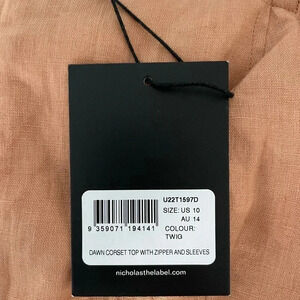 U22T1597D
SIZE: US 10
AU 14
COLOUR:
TWIG
9 359071 194141
DAWN CORSET TOP WITH ZIPPER AND SLEEVES
nicholasthelabel.com